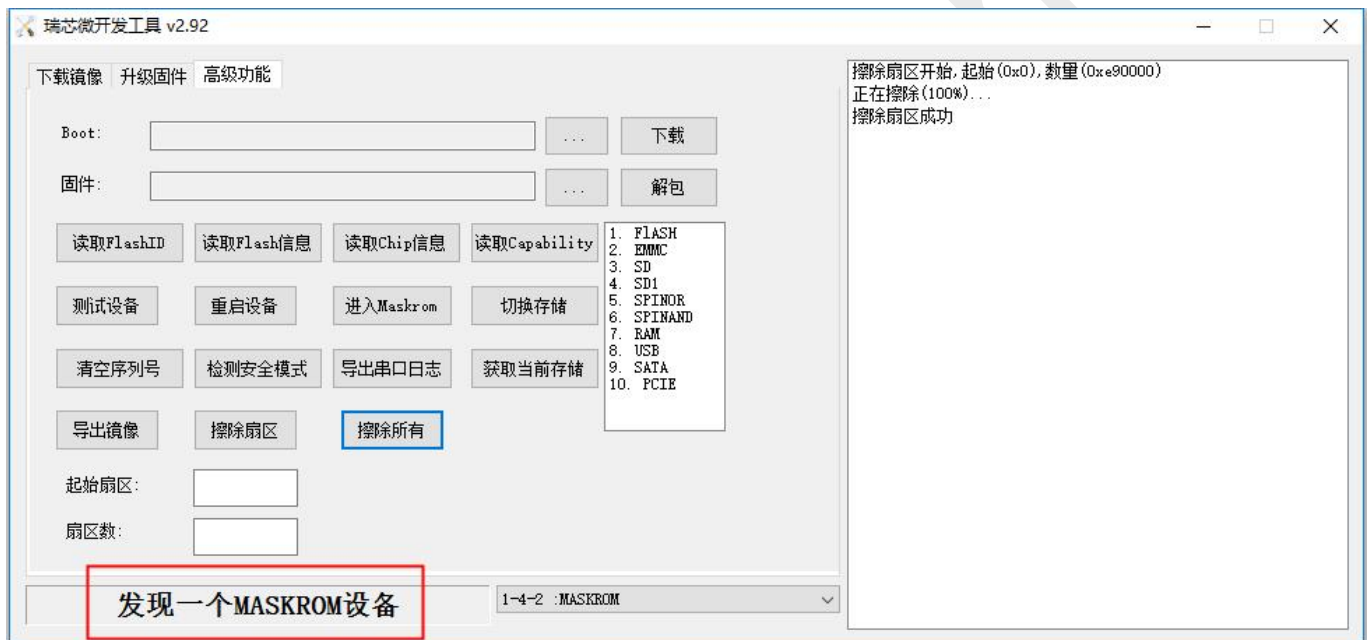 瑞芯微开发工具 v2.92
下载镜像 升级固件 高级功能
Boot: ... 下载
固件: ... 解包
读取FlashID 读取Flash信息 读取Chip信息 读取Capability
测试设备 重启设备 进入Maskrom 切换存储
清空序列号 检测安全模式 导出串口日志 获取当前存储
导出镜像 擦除扇区 擦除所有
1. FlASH
2. EMMC
3. SD
4. SD1
5. SPINOR
6. SPINAND
7. RAM
8. USB
9. SATA
10. PCIE
起始扇区:
扇区数:
发现一个MASKROM设备 1-4-2 :MASKROM
擦除扇区开始,起始(0x0),数量(0xe90000)
正在擦除(100%)...
擦除扇区成功